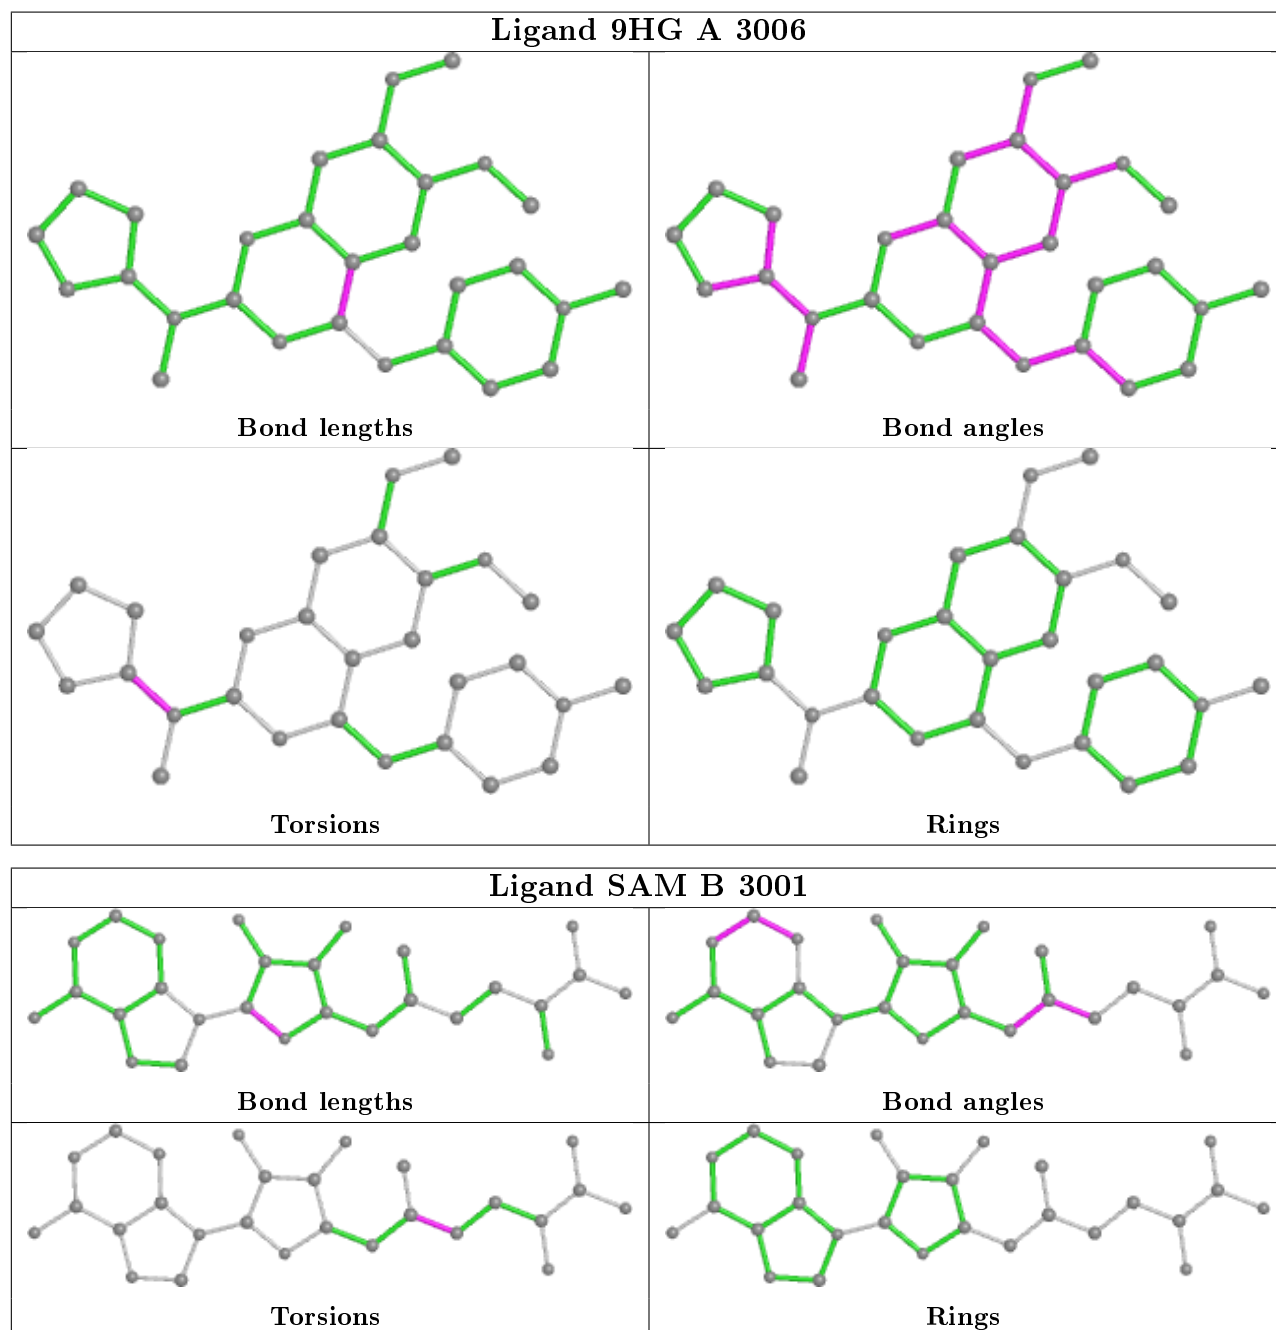 Ligand 9HG A 3006
Bond lengths
Bond angles
Torsions
Rings
Ligand SAM B 3001
Bond lengths
Bond angles
Torsions
Rings